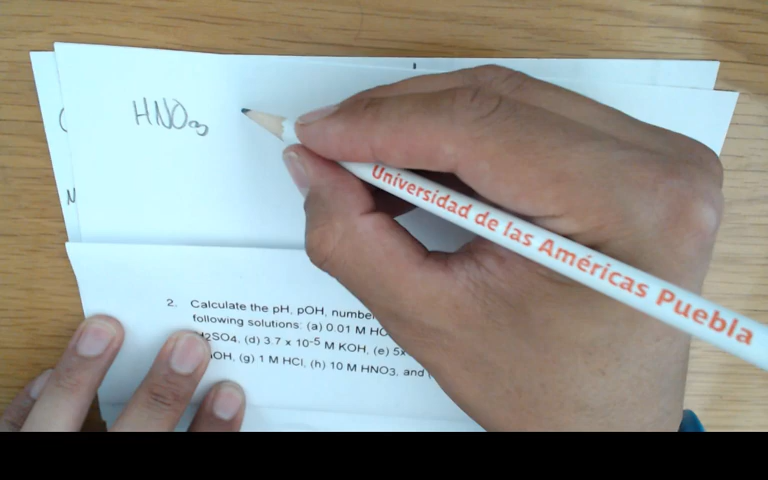 HNO3
Universidad de las Américas Puebla
2. Calculate the pH, pOH, number
following solutions: (a) 0.01 M HC
H2SO4, (d) 3.7 x 10-5 M KOH, (e) 5x
OH, (g) 1 M HCl, (h) 10 M HNO3, and